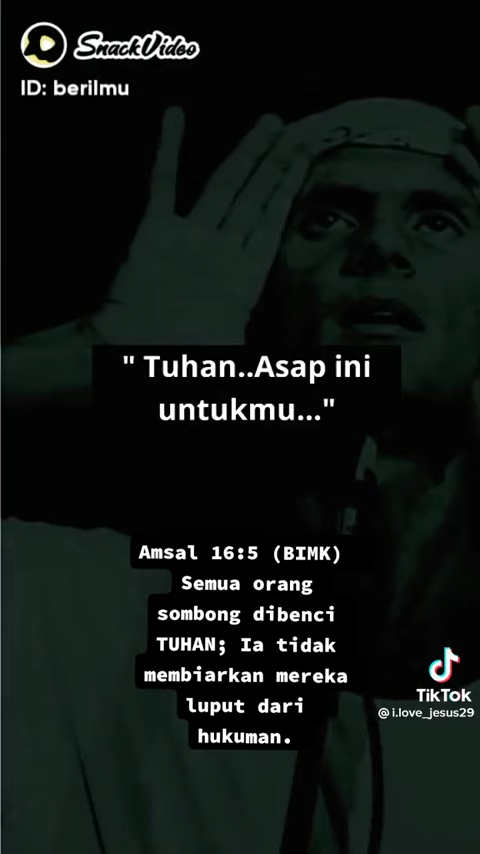 SnackVideo
ID: berilmu
" Tuhan..Asap ini
untukmu..."
Amsal 16:5 (BIMK)
Semua orang
sombong dibenci
TUHAN; Ia tidak
membiarkan mereka
luput dari
hukuman.
TikTok
@i.love_jesus29